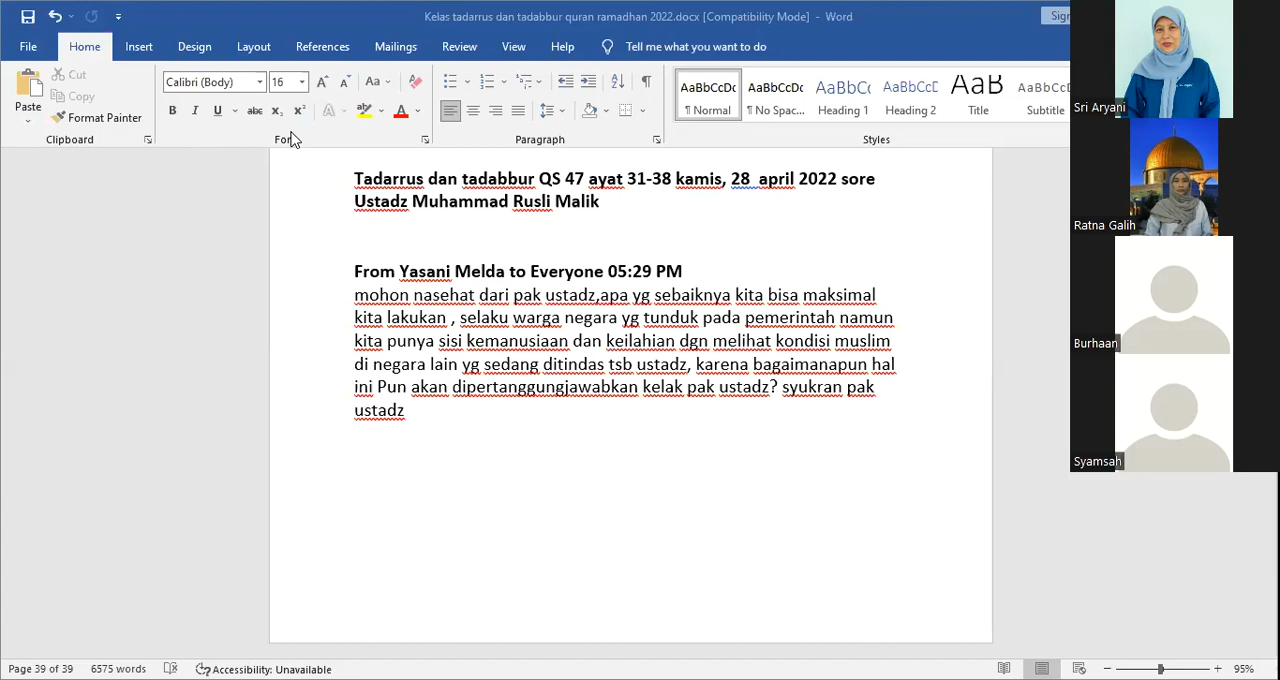 Kelas tadarrus dan tadabbur quran ramadhan 2022.docx [Compatibility Mode] - Word
Sign
File Home Insert Design Layout References Mailings Review View Help Tell me what you want to do
Paste
Cut
Copy
Format Painter
Clipboard
Calibri (Body) 16
Aa
B I U abc X₂ X² A A
Paragraph
AaBbCcDc AaBbCcDc AaBbCc AaBbCcD AaB AaBbCcD
¶ Normal ¶ No Spac... Heading 1 Heading 2 Title Subtitle
Styles
Tadarrus dan tadabbur QS 47 ayat 31-38 kamis, 28 april 2022 sore
Ustadz Muhammad Rusli Malik
From Yasani Melda to Everyone 05:29 PM
mohon nasehat dari pak ustadz,apa yg sebaiknya kita bisa maksimal
kita lakukan , selaku warga negara yg tunduk pada pemerintah namun
kita punya sisi kemanusiaan dan keilahian dgn melihat kondisi muslim
di negara lain yg sedang ditindas tsb ustadz, karena bagaimanapun hal
ini Pun akan dipertanggungjawabkan kelak pak ustadz? syukran pak
ustadz
Sri Aryani
Ratna Galih
Burhaan
Syamsah
Page 39 of 39 6575 words Accessibility: Unavailable 95%